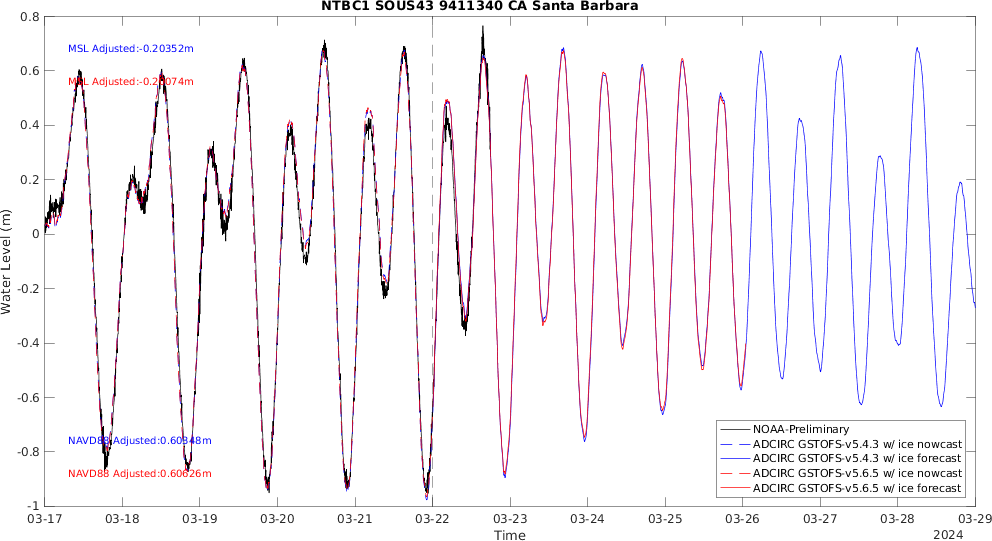 NTBC1 SOUS43 9411340 CA Santa Barbara
0.8
0.6
0.4
0.2
0
-0.2
-0.4
-0.6
-0.8
-1
Water Level (m)
MSL Adjusted:-0.20352m
MSL Adjusted:-0.20074m
NAVD88 Adjusted:0.60348m
NAVD88 Adjusted:0.60626m
NOAA-Preliminary
ADCIRC GSTOFS-v5.4.3 w/ ice nowcast
ADCIRC GSTOFS-v5.4.3 w/ ice forecast
ADCIRC GSTOFS-v5.6.5 w/ ice nowcast
ADCIRC GSTOFS-v5.6.5 w/ ice forecast
03-17 03-18 03-19 03-20 03-21 03-22 03-23 03-24 03-25 03-26 03-27 03-28 03-29
Time
2024